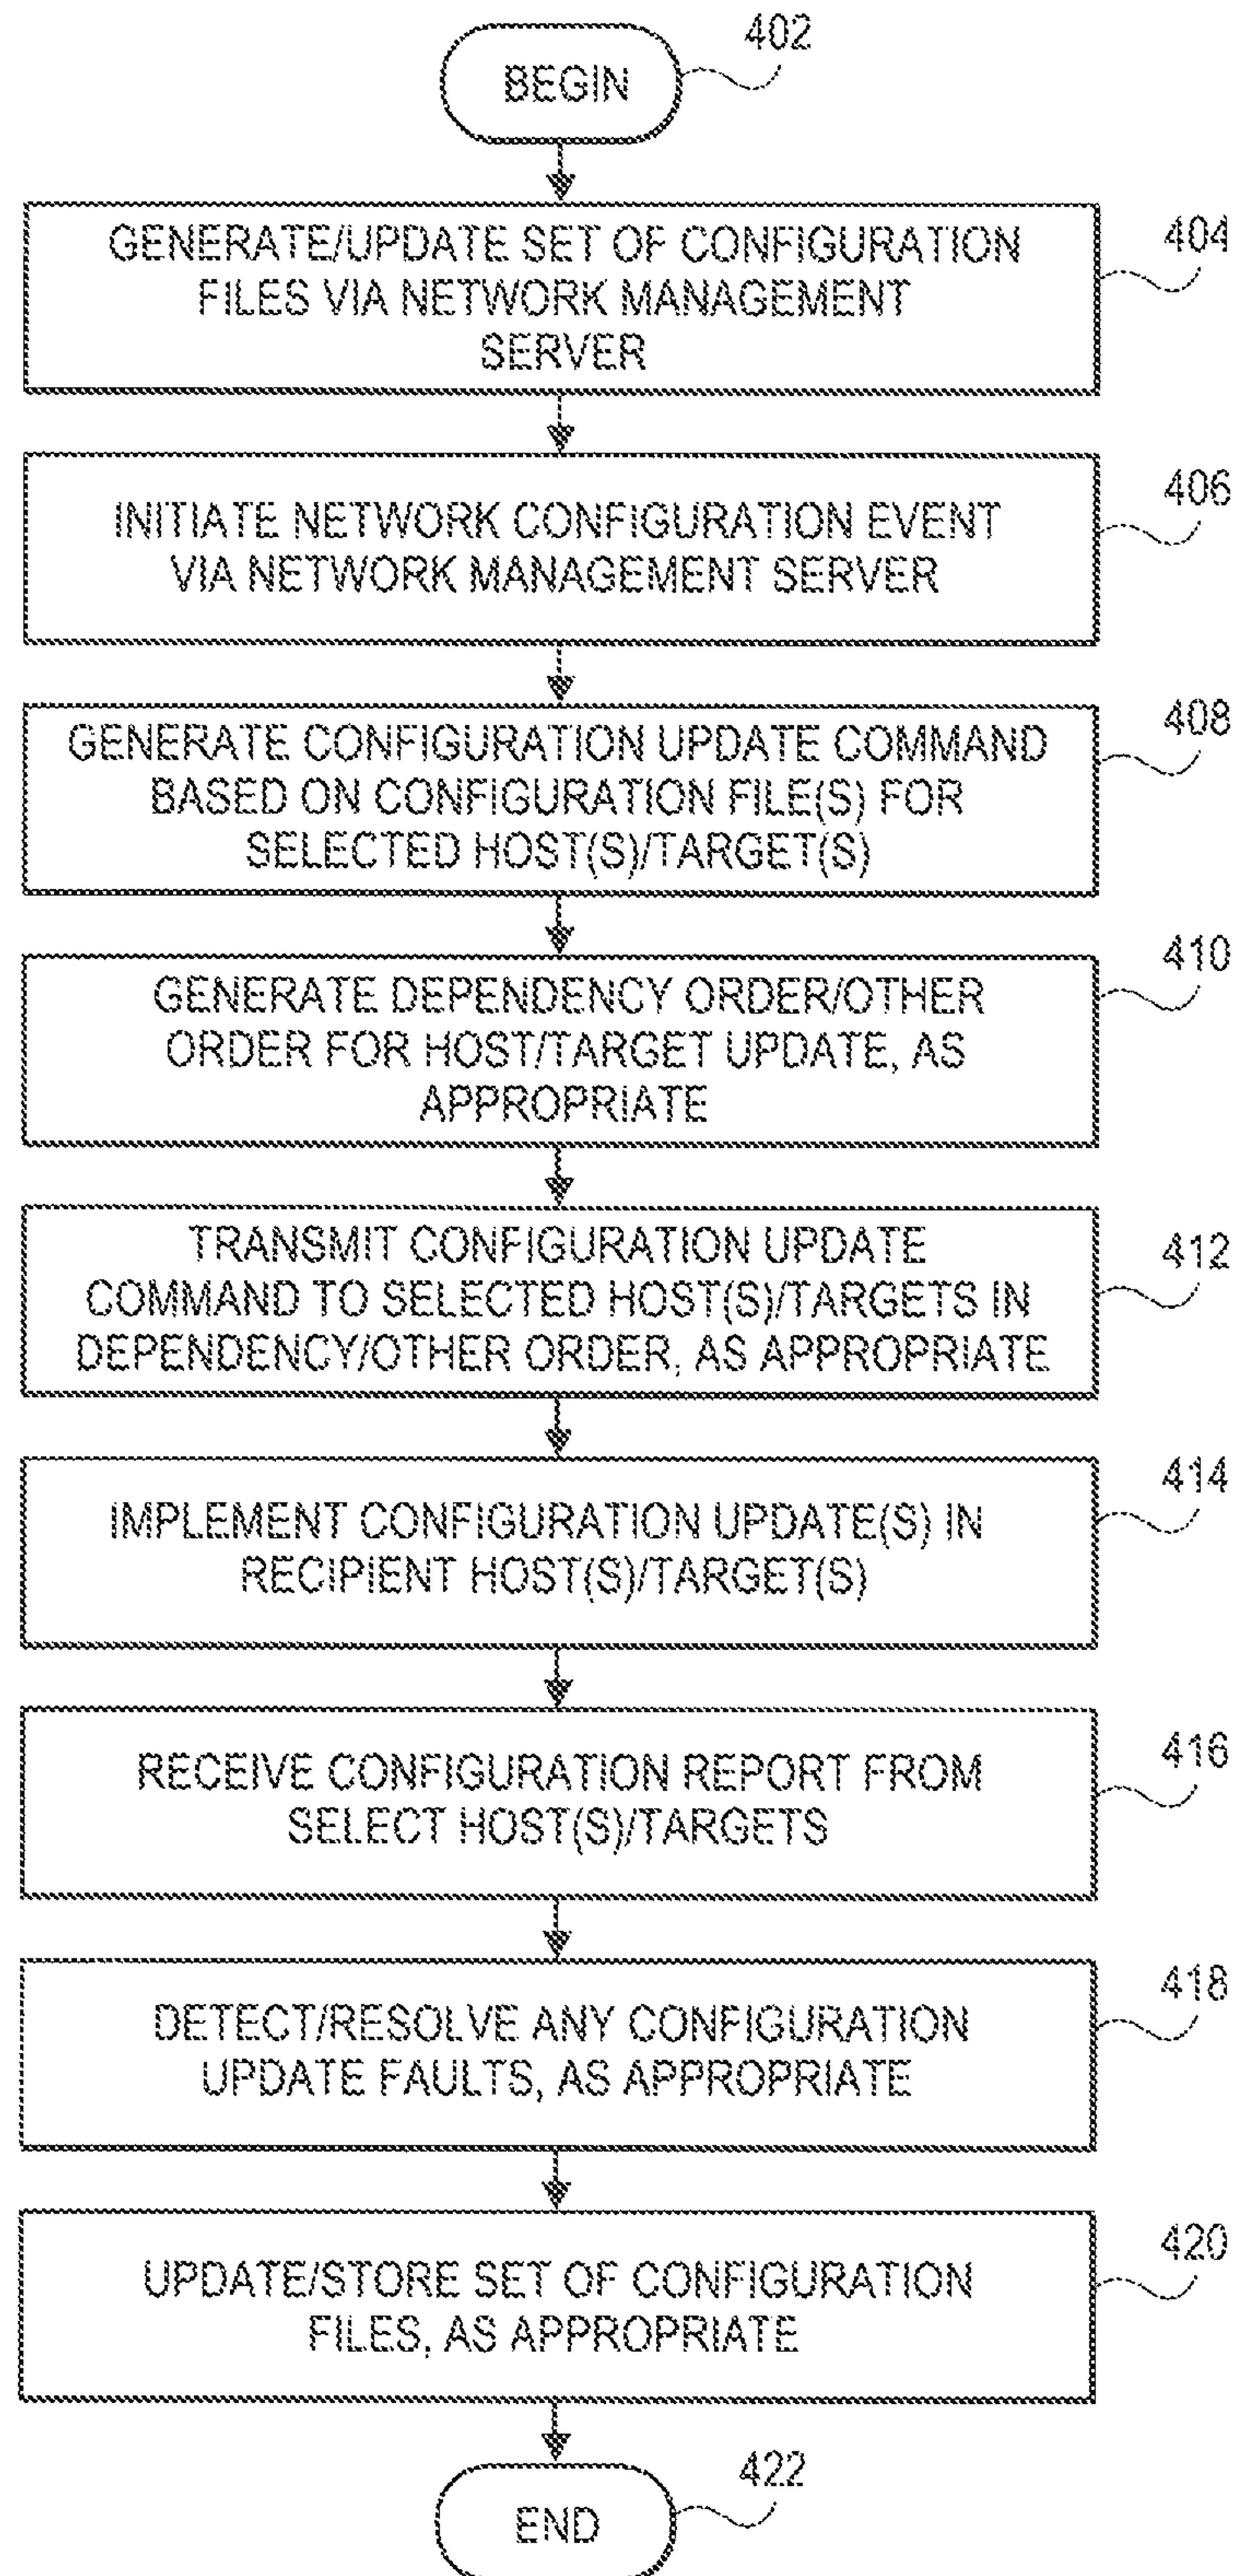 402
BEGIN
GENERATE/UPDATE SET OF CONFIGURATION
FILES VIA NETWORK MANAGEMENT
SERVER
404
INITIATE NETWORK CONFIGURATION EVENT
VIA NETWORK MANAGEMENT SERVER
406
GENERATE CONFIGURATION UPDATE COMMAND
BASED ON CONFIGURATION FILE(S) FOR
SELECTED HOST(S)/TARGET(S)
408
GENERATE DEPENDENCY ORDER/OTHER
ORDER FOR HOST/TARGET UPDATE, AS
APPROPRIATE
410
TRANSMIT CONFIGURATION UPDATE
COMMAND TO SELECTED HOST(S)/TARGETS IN
DEPENDENCY/OTHER ORDER, AS APPROPRIATE
412
IMPLEMENT CONFIGURATION UPDATE(S) IN
RECIPIENT HOST(S)/TARGET(S)
414
RECEIVE CONFIGURATION REPORT FROM
SELECT HOST(S)/TARGETS
416
DETECT/RESOLVE ANY CONFIGURATION
UPDATE FAULTS, AS APPROPRIATE
418
UPDATE/STORE SET OF CONFIGURATION
FILES, AS APPROPRIATE
420
422
END